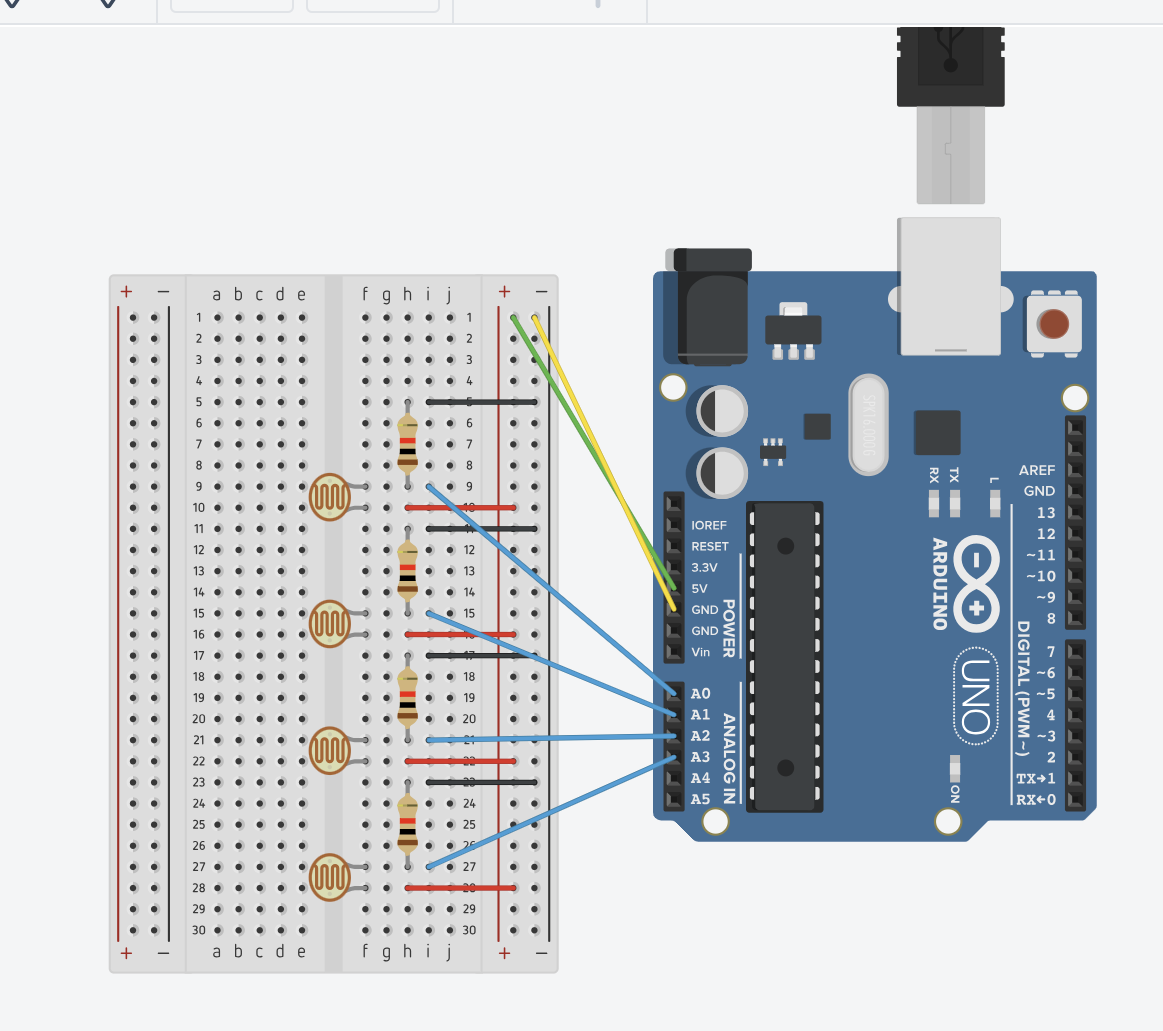 + − a b c d e f g h i j + −
1 1
2 2
3 3
4 4
5 5
6 6
7 7
8 8
9 9
10 10
11 11
12 12
13 13
14 14
15 15
16 16
17 17
18 18
19 19
20 20
21 21
22 22
23 23
24 24
25 25
26 26
27 27
28 28
29 29
30 30
+ − a b c d e f g h i j + −
IOREF
RESET
3.3V
5V
GND
GND
Vin
POWER
A0
A1
A2
A3
A4
A5
ANALOG IN
SPK16.000G
RX
TX
L
ARDUINO
UNO
ON
AREF
GND
13
12
~11
~10
~9
8
7
~6
~5
4
~3
2
TX→1
RX←0
DIGITAL (PWM ~)